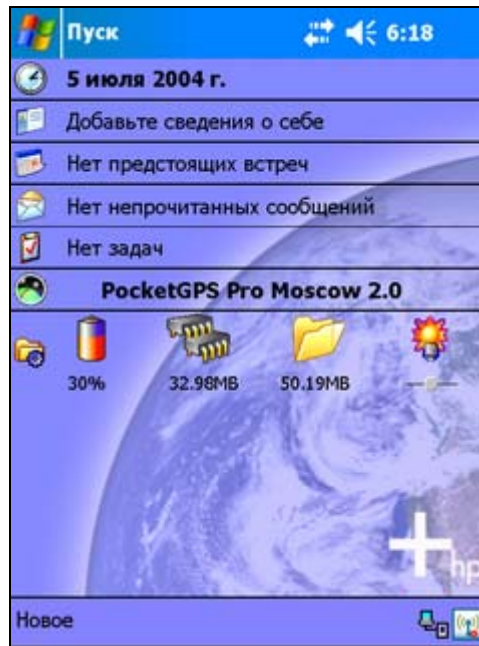 Пуск 6:18
5 июля 2004 г.
Добавьте сведения о себе
Нет предстоящих встреч
Нет непрочитанных сообщений
Нет задач
PocketGPS Pro Moscow 2.0
30% 32.98MB 50.19MB
hp
Новое